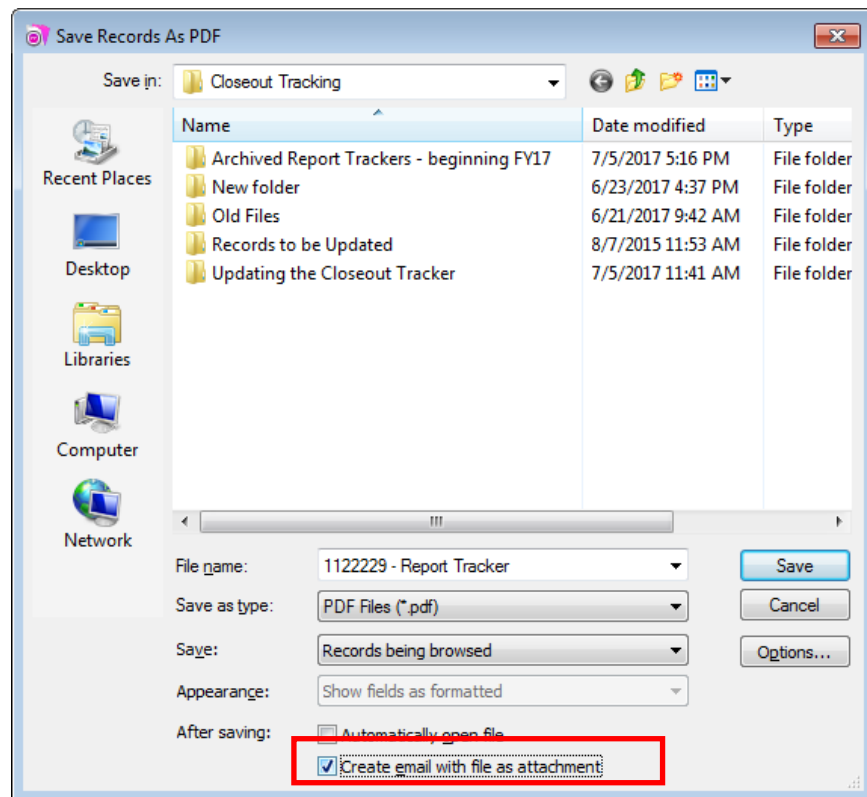 Save Records As PDF
Save in: Closeout Tracking
Name Date modified Type
Archived Report Trackers - beginning FY17 7/5/2017 5:16 PM File folder
New folder 6/23/2017 4:37 PM File folder
Old Files 6/21/2017 9:42 AM File folder
Records to be Updated 8/7/2015 11:53 AM File folder
Updating the Closeout Tracker 7/5/2017 11:41 AM File folder
Recent Places
Desktop
Libraries
Computer
Network
File name: 1122229 - Report Tracker Save
Save as type: PDF Files (*.pdf) Cancel
Save: Records being browsed Options...
Appearance: Show fields as formatted
After saving: Automatically open file
Create email with file as attachment